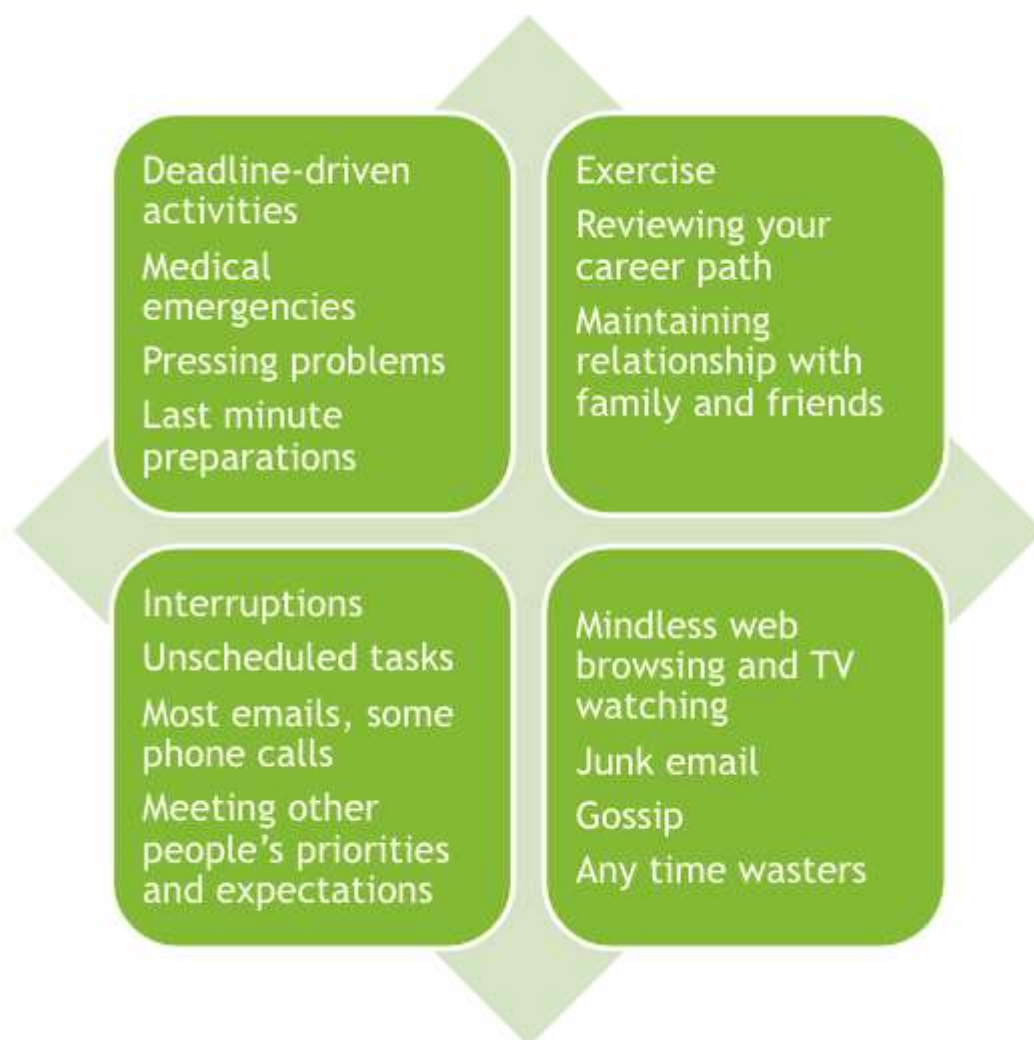 Deadline-driven
activities
Medical
emergencies
Pressing problems
Last minute
preparations
Exercise
Reviewing your
career path
Maintaining
relationship with
family and friends
Interruptions
Unscheduled tasks
Most emails, some
phone calls
Meeting other
people’s priorities
and expectations
Mindless web
browsing and TV
watching
Junk email
Gossip
Any time wasters